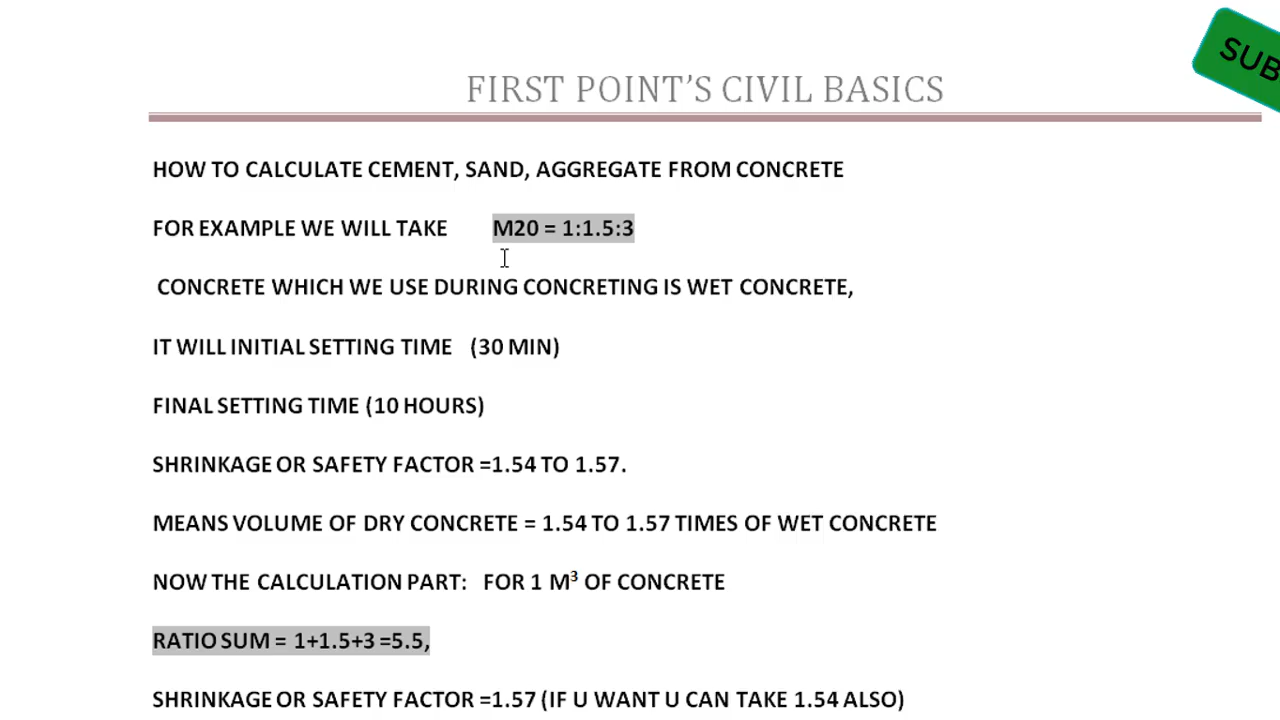 SUB
FIRST POINT'S CIVIL BASICS
HOW TO CALCULATE CEMENT, SAND, AGGREGATE FROM CONCRETE
FOR EXAMPLE WE WILL TAKE M20 = 1:1.5:3
CONCRETE WHICH WE USE DURING CONCRETING IS WET CONCRETE,
IT WILL INITIAL SETTING TIME (30 MIN)
FINAL SETTING TIME (10 HOURS)
SHRINKAGE OR SAFETY FACTOR =1.54 TO 1.57.
MEANS VOLUME OF DRY CONCRETE = 1.54 TO 1.57 TIMES OF WET CONCRETE
NOW THE CALCULATION PART: FOR 1 M³ OF CONCRETE
RATIO SUM = 1+1.5+3 =5.5,
SHRINKAGE OR SAFETY FACTOR =1.57 (IF U WANT U CAN TAKE 1.54 ALSO)